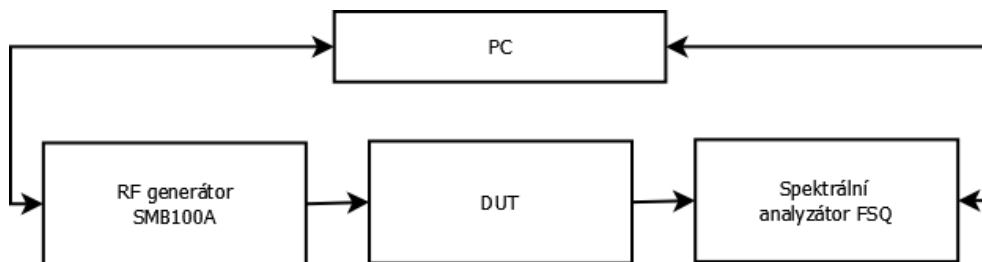 PC
RF generátor
SMB100A
DUT
Spektrální
analyzátor FSQ